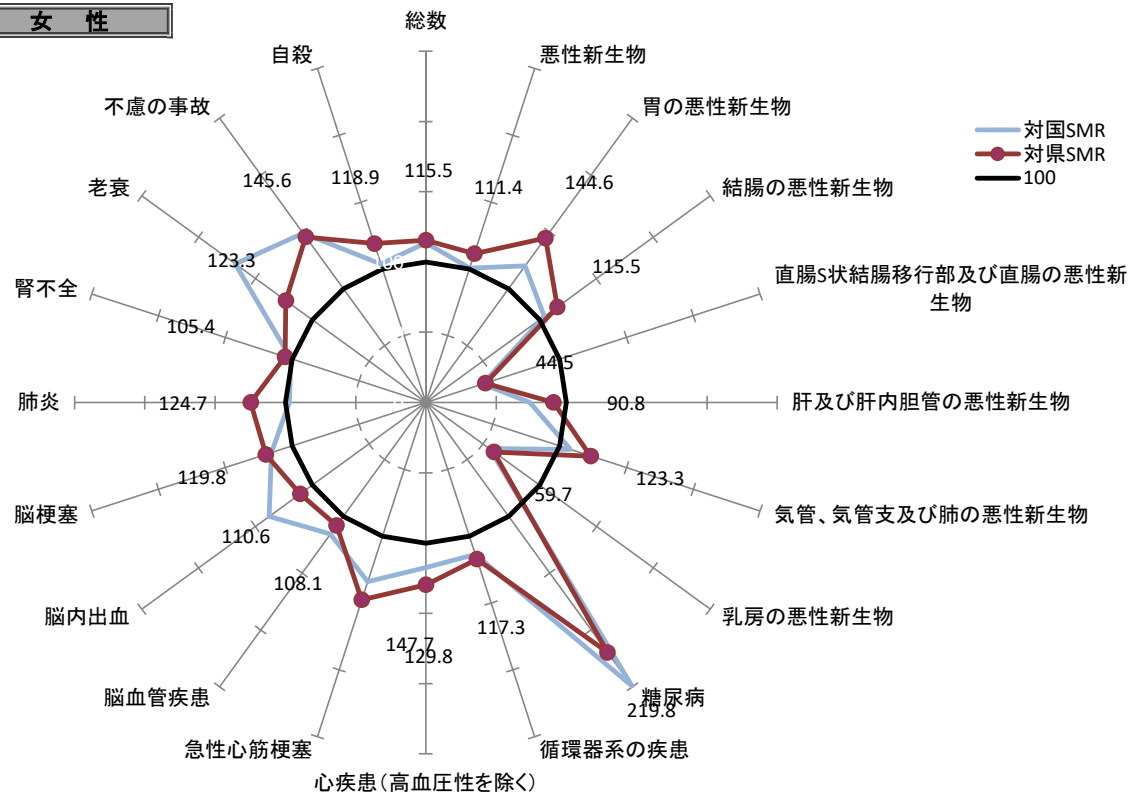 女 性
総数
自殺
悪性新生物
不慮の事故
胃の悪性新生物
対国SMR
対県SMR
100
老衰
結腸の悪性新生物
145.6
118.9
115.5
111.4
144.6
123.3
100
115.5
直腸S状結腸移行部及び直腸の悪性新
生物
腎不全
105.4
44.5
肺炎
124.7
90.8
肝及び肝内胆管の悪性新生物
119.8
123.3
脳梗塞
59.7
気管、気管支及び肺の悪性新生物
110.6
脳内出血
108.1
乳房の悪性新生物
147.7
129.8
117.3
脳血管疾患
糖尿病
219.8
急性心筋梗塞
循環器系の疾患
心疾患(高血圧性を除く)